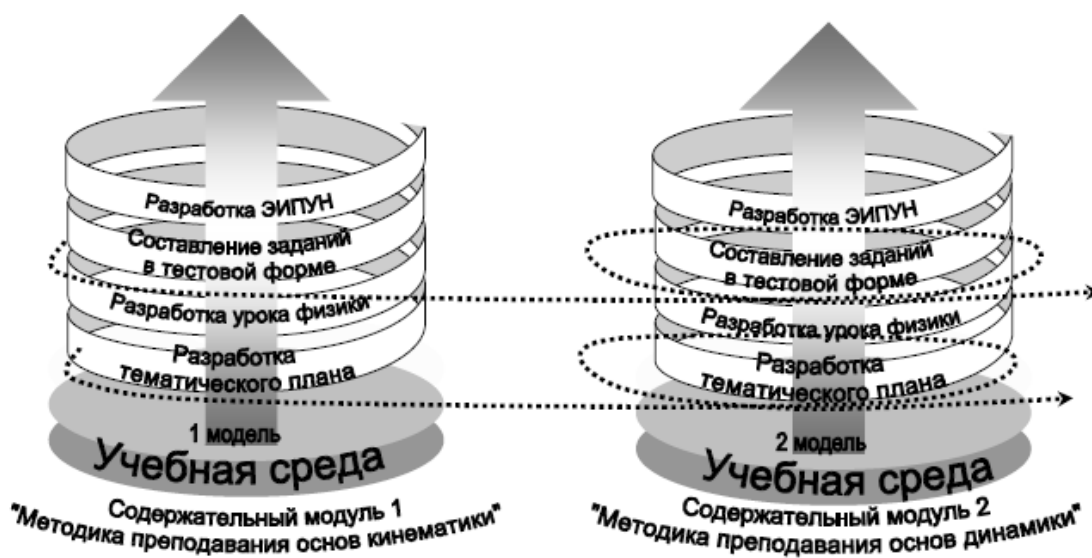 Разработка ЭИПУН
Составление заданий
в тестовой форме
Разработка урока физики
Разработка
тематического плана
1 модель
Учебная среда
Содержательный модуль 1
"Методика преподавания основ кинематики"
Разработка ЭИПУН
Составление заданий
в тестовой форме
Разработка урока физики
Разработка
тематического плана
2 модель
Учебная среда
Содержательный модуль 2
"Методика преподавания основ динамики"